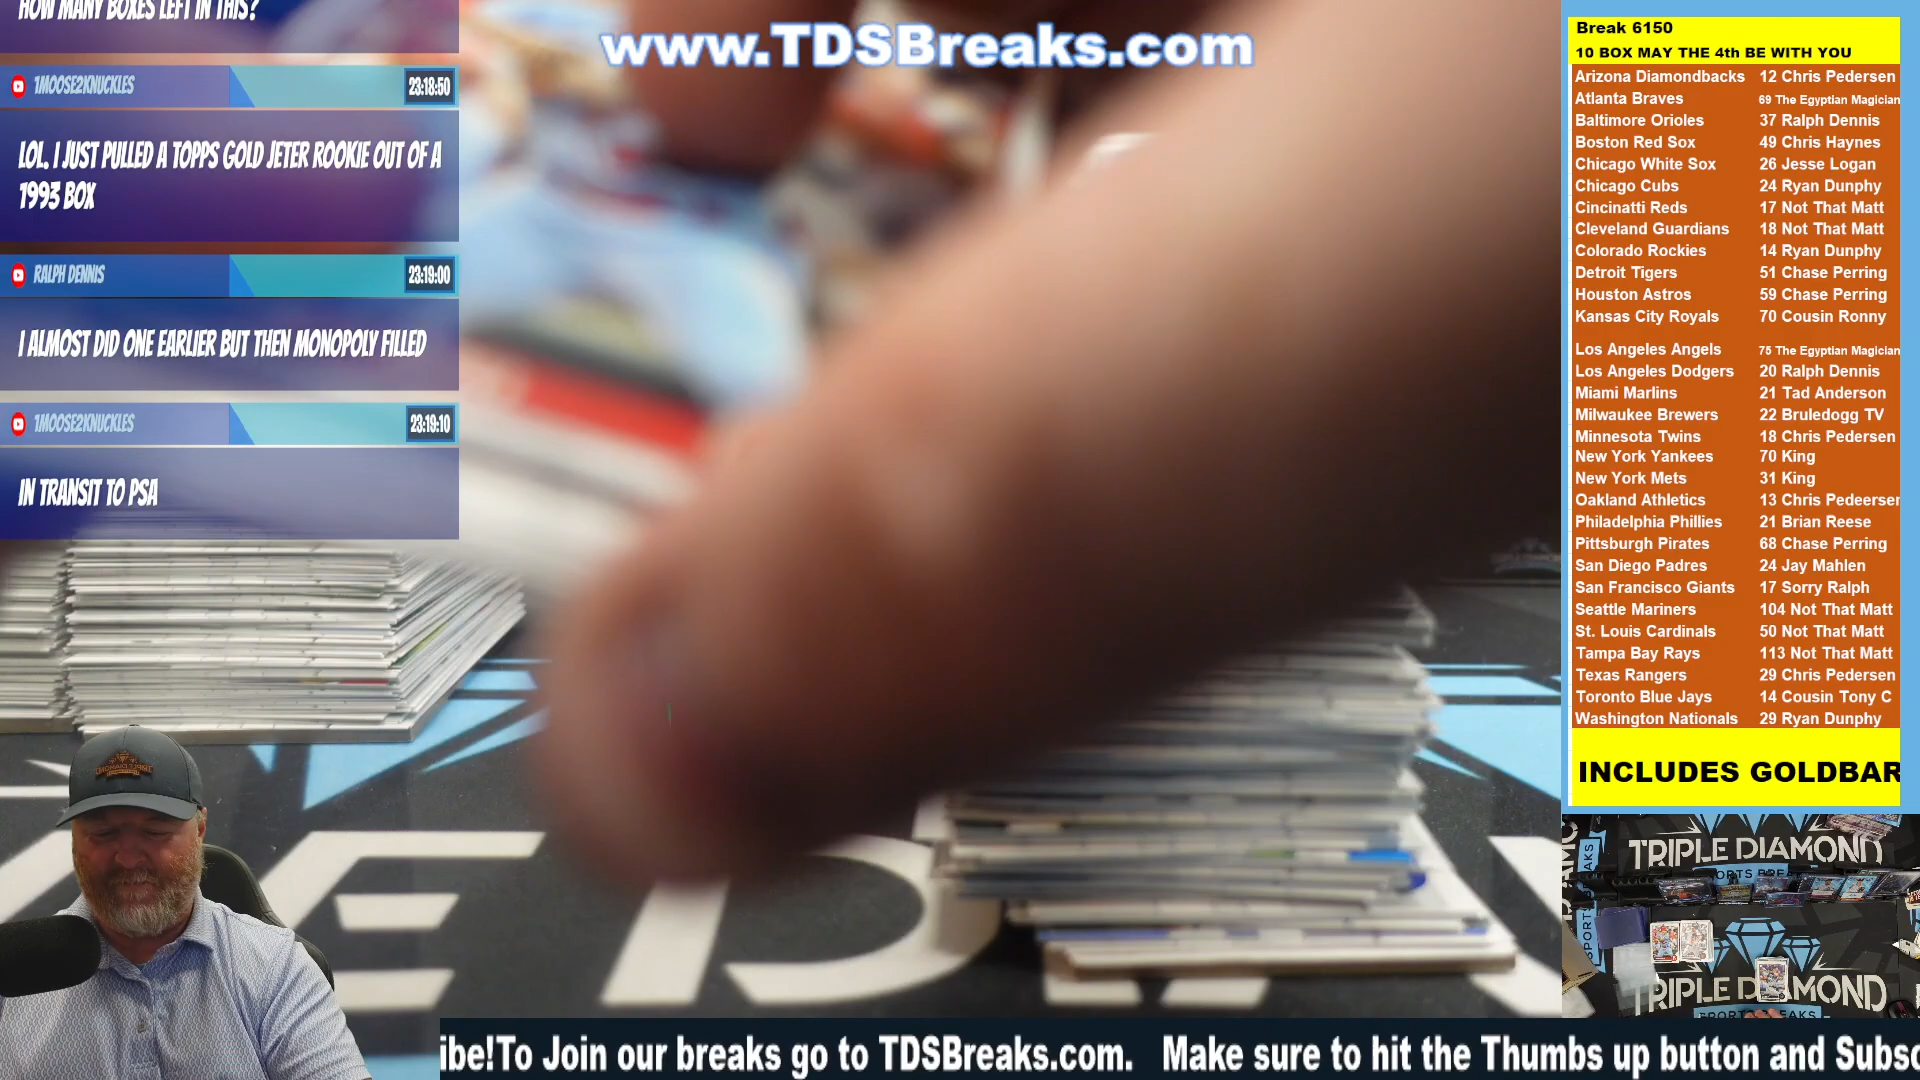 HOW MANY BOXES LEFT IN THIS?
1MOOSE2KNUCKLES
23:18:50
LOL, I JUST PULLED A TOPPS GOLD JETER ROOKIE OUT OF A
1993 BOX
RALPH DENNIS
23:19:00
I ALMOST DID ONE EARLIER BUT THEN MONOPOLY FILLED
1MOOSE2KNUCKLES
23:19:10
IN TRANSIT TO PSA
www.TDSBreaks.com
Break 6150
10 BOX MAY THE 4th BE WITH YOU
Arizona Diamondbacks 12 Chris Pedersen
Atlanta Braves 69 The Egyptian Magician
Baltimore Orioles 37 Ralph Dennis
Boston Red Sox 49 Chris Haynes
Chicago White Sox 26 Jesse Logan
Chicago Cubs 24 Ryan Dunphy
Cincinatti Reds 17 Not That Matt
Cleveland Guardians 18 Not That Matt
Colorado Rockies 14 Ryan Dunphy
Detroit Tigers 51 Chase Perring
Houston Astros 59 Chase Perring
Kansas City Royals 70 Cousin Ronny
Los Angeles Angels 75 The Egyptian Magician
Los Angeles Dodgers 20 Ralph Dennis
Miami Marlins 21 Tad Anderson
Milwaukee Brewers 22 Bruledogg TV
Minnesota Twins 18 Chris Pedersen
New York Yankees 70 King
New York Mets 31 King
Oakland Athletics 13 Chris Pedeersen
Philadelphia Phillies 21 Brian Reese
Pittsburgh Pirates 68 Chase Perring
San Diego Padres 24 Jay Mahlen
San Francisco Giants 17 Sorry Ralph
Seattle Mariners 104 Not That Matt
St. Louis Cardinals 50 Not That Matt
Tampa Bay Rays 113 Not That Matt
Texas Rangers 29 Chris Pedersen
Toronto Blue Jays 14 Cousin Tony C
Washington Nationals 29 Ryan Dunphy
INCLUDES GOLDBAR
TRIPLE DIAMOND
SPORTS
TRIPLE DIAMOND
SPORTS BREAKS
ibe!To Join our breaks go to TDSBreaks.com. Make sure to hit the Thumbs up button and Subsc